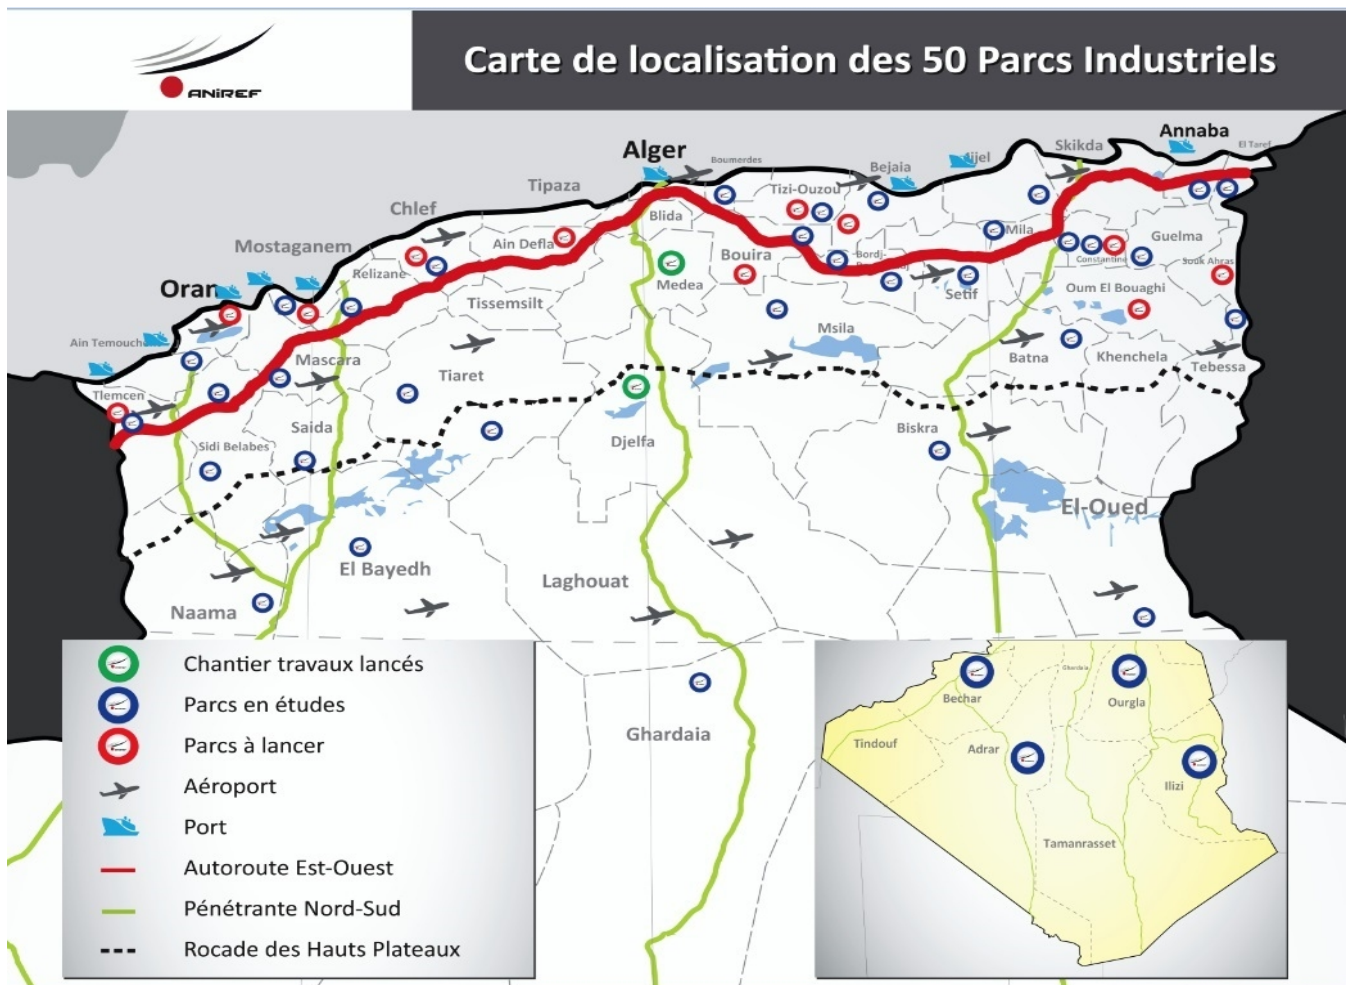 ANiREF
Carte de localisation des 50 Parcs Industriels
Annaba
El Taref
Skikda
Alger
Boumerdes
Bejaia
Tizi-Ouzou
Tipaza
Chlef
Blida
Mila
Guelma
Mostaganem
Ain Defla
Bouira
Constantine
Souk Ahras
Relizane
Medea
Setif
Oum El Bouaghi
Oran
Tissemsilt
Msila
Ain Temouchent
Mascara
Batna
Khenchela
Tebessa
Tiaret
Tlemcen
Saida
Biskra
Sidi Belabes
Djelfa
El-Oued
El Bayedh
Laghouat
Naama
Ghardaia
Chantier travaux lancés
Parcs en études
Parcs à lancer
Aéroport
Port
Autoroute Est-Ouest
Pénétrante Nord-Sud
Rocade des Hauts Plateaux
Ghardaia
Bechar
Ourgla
Tindouf
Adrar
Ilizi
Tamanrasset